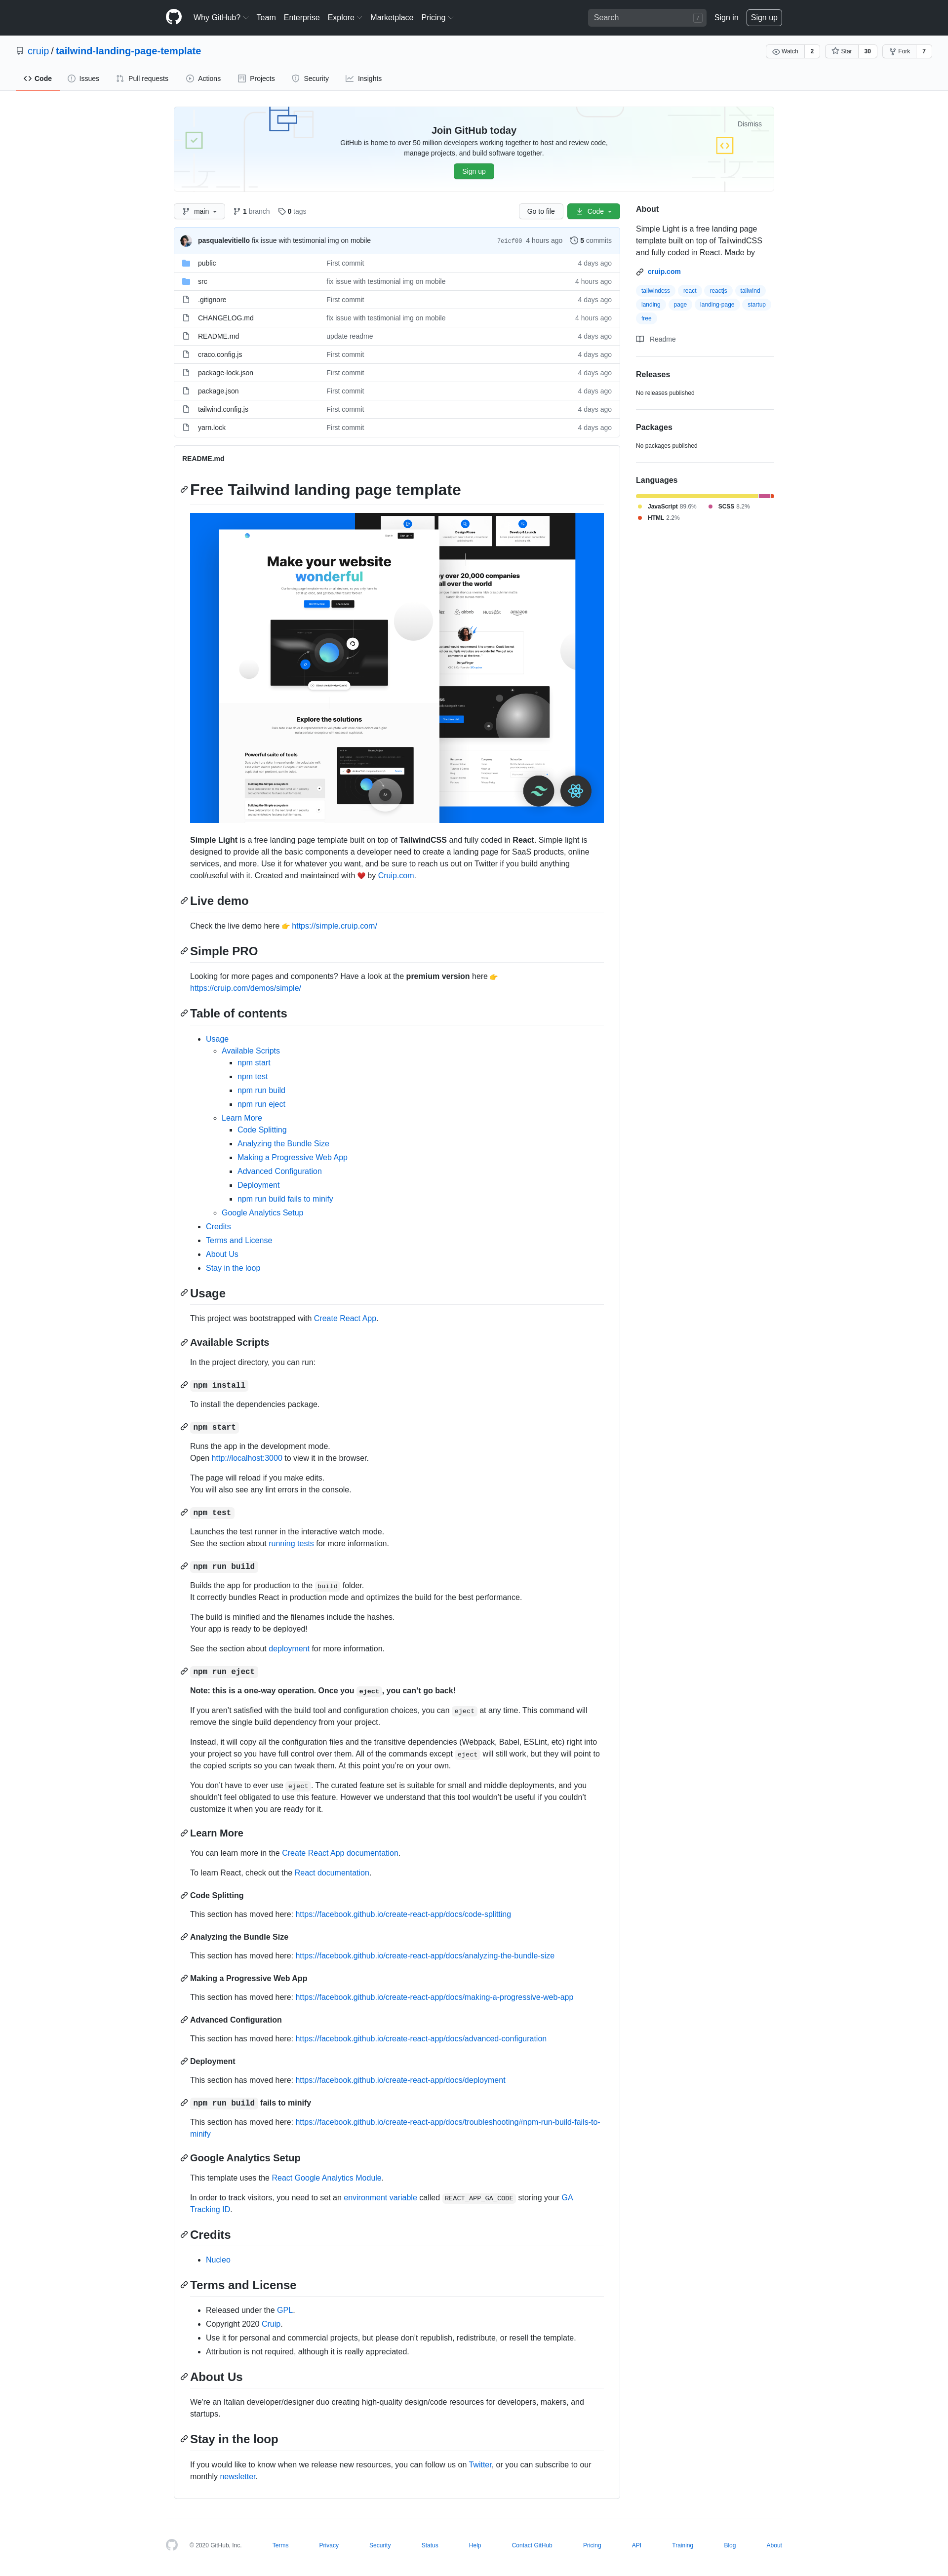 Why GitHub? Team Enterprise Explore Marketplace Pricing Search / Sign in Sign up
cruip / tailwind-landing-page-template
Watch 2 Star 30 Fork 7
Code Issues Pull requests Actions Projects Security Insights
Join GitHub today
Dismiss
GitHub is home to over 50 million developers working together to host and review code,
manage projects, and build software together.
Sign up
main 1 branch 0 tags Go to file Code
pasqualevitiello fix issue with testimonial img on mobile 7e1cf00 4 hours ago 5 commits
public First commit 4 days ago
src fix issue with testimonial img on mobile 4 hours ago
.gitignore First commit 4 days ago
CHANGELOG.md fix issue with testimonial img on mobile 4 hours ago
README.md update readme 4 days ago
craco.config.js First commit 4 days ago
package-lock.json First commit 4 days ago
package.json First commit 4 days ago
tailwind.config.js First commit 4 days ago
yarn.lock First commit 4 days ago
About
Simple Light is a free landing page
template built on top of TailwindCSS
and fully coded in React. Made by
cruip.com
tailwindcss react reactjs tailwind
landing page landing-page startup
free
Readme
Releases
No releases published
Packages
No packages published
Languages
JavaScript 89.6% SCSS 8.2%
HTML 2.2%
README.md
Free Tailwind landing page template
Make your website
wonderful
Explore the solutions
Powerful suite of tools
Design Phase
Develop & Launch
by over 20,000 companies
all over the world
HubSpot
amazon
Simple Light is a free landing page template built on top of TailwindCSS and fully coded in React. Simple light is
designed to provide all the basic components a developer need to create a landing page for SaaS products, online
services, and more. Use it for whatever you want, and be sure to reach us out on Twitter if you build anything
cool/useful with it. Created and maintained with ❤️ by Cruip.com.
Live demo
Check the live demo here 👉 https://simple.cruip.com/
Simple PRO
Looking for more pages and components? Have a look at the premium version here 👉
https://cruip.com/demos/simple/
Table of contents
Usage
Available Scripts
npm start
npm test
npm run build
npm run eject
Learn More
Code Splitting
Analyzing the Bundle Size
Making a Progressive Web App
Advanced Configuration
Deployment
npm run build fails to minify
Google Analytics Setup
Credits
Terms and License
About Us
Stay in the loop
Usage
This project was bootstrapped with Create React App.
Available Scripts
In the project directory, you can run:
npm install
To install the dependencies package.
npm start
Runs the app in the development mode.
Open http://localhost:3000 to view it in the browser.
The page will reload if you make edits.
You will also see any lint errors in the console.
npm test
Launches the test runner in the interactive watch mode.
See the section about running tests for more information.
npm run build
Builds the app for production to the build folder.
It correctly bundles React in production mode and optimizes the build for the best performance.
The build is minified and the filenames include the hashes.
Your app is ready to be deployed!
See the section about deployment for more information.
npm run eject
Note: this is a one-way operation. Once you eject, you can’t go back!
If you aren’t satisfied with the build tool and configuration choices, you can eject at any time. This command will
remove the single build dependency from your project.
Instead, it will copy all the configuration files and the transitive dependencies (Webpack, Babel, ESLint, etc) right into
your project so you have full control over them. All of the commands except eject will still work, but they will point to
the copied scripts so you can tweak them. At this point you’re on your own.
You don’t have to ever use eject. The curated feature set is suitable for small and middle deployments, and you
shouldn’t feel obligated to use this feature. However we understand that this tool wouldn’t be useful if you couldn’t
customize it when you are ready for it.
Learn More
You can learn more in the Create React App documentation.
To learn React, check out the React documentation.
Code Splitting
This section has moved here: https://facebook.github.io/create-react-app/docs/code-splitting
Analyzing the Bundle Size
This section has moved here: https://facebook.github.io/create-react-app/docs/analyzing-the-bundle-size
Making a Progressive Web App
This section has moved here: https://facebook.github.io/create-react-app/docs/making-a-progressive-web-app
Advanced Configuration
This section has moved here: https://facebook.github.io/create-react-app/docs/advanced-configuration
Deployment
This section has moved here: https://facebook.github.io/create-react-app/docs/deployment
npm run build fails to minify
This section has moved here: https://facebook.github.io/create-react-app/docs/troubleshooting#npm-run-build-fails-to-
minify
Google Analytics Setup
This template uses the React Google Analytics Module.
In order to track visitors, you need to set an environment variable called REACT_APP_GA_CODE storing your GA
Tracking ID.
Credits
Nucleo
Terms and License
Released under the GPL.
Copyright 2020 Cruip.
Use it for personal and commercial projects, but please don’t republish, redistribute, or resell the template.
Attribution is not required, although it is really appreciated.
About Us
We're an Italian developer/designer duo creating high-quality design/code resources for developers, makers, and
startups.
Stay in the loop
If you would like to know when we release new resources, you can follow us on Twitter, or you can subscribe to our
monthly newsletter.
© 2020 GitHub, Inc. Terms Privacy Security Status Help Contact GitHub Pricing API Training Blog About